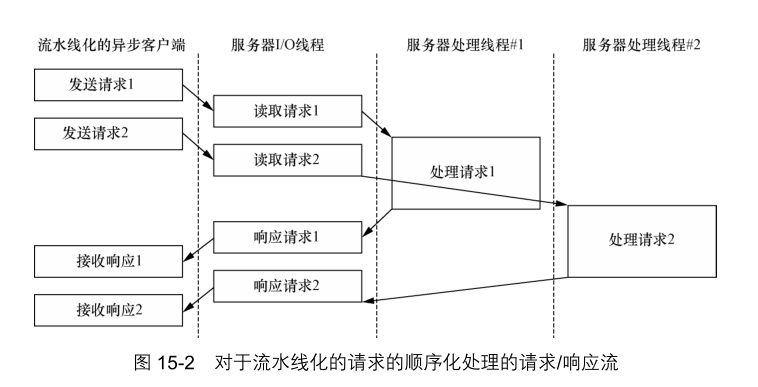 流水线化的异步客户端
服务器I/O线程
服务器处理线程#1
服务器处理线程#2
发送请求1
读取请求1
发送请求2
读取请求2
处理请求1
响应请求1
处理请求2
接收响应1
响应请求2
接收响应2
图 15-2 对于流水线化的请求的顺序化处理的请求/响应流